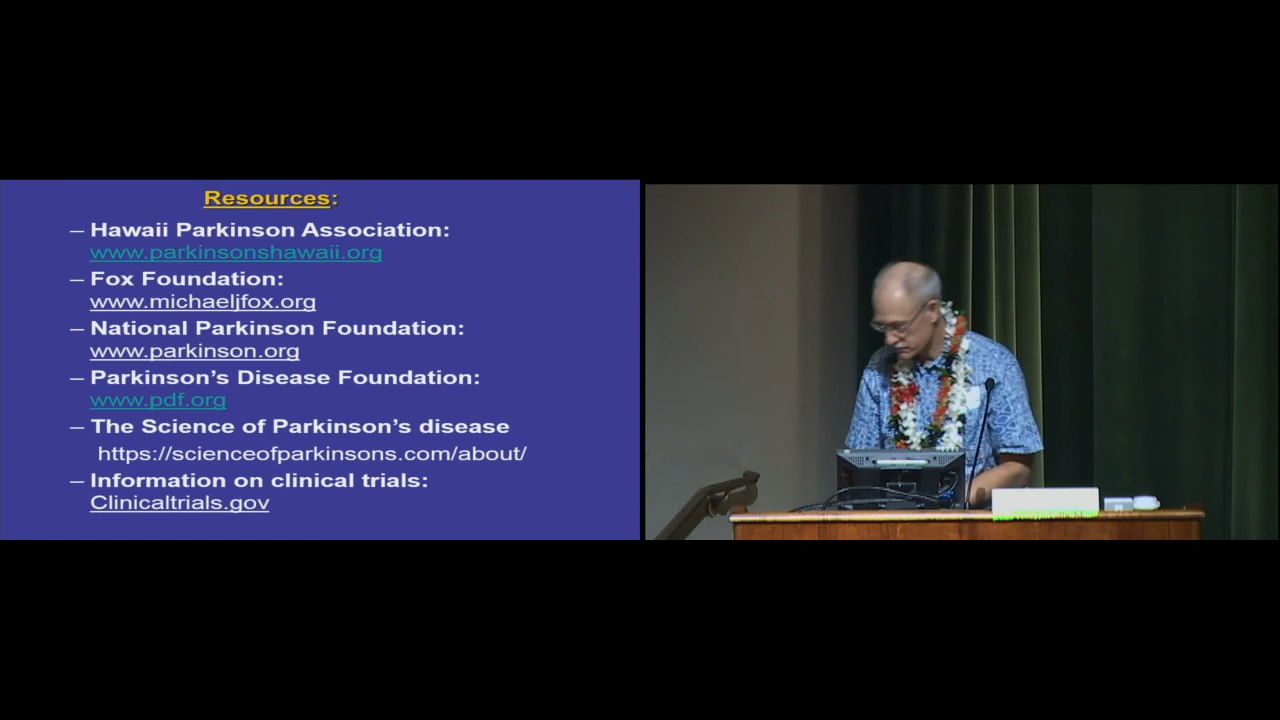 Resources:
– Hawaii Parkinson Association:
www.parkinsonshawaii.org
– Fox Foundation:
www.michaeljfox.org
– National Parkinson Foundation:
www.parkinson.org
– Parkinson’s Disease Foundation:
www.pdf.org
– The Science of Parkinson’s disease
https://scienceofparkinsons.com/about/
– Information on clinical trials:
Clinicaltrials.gov